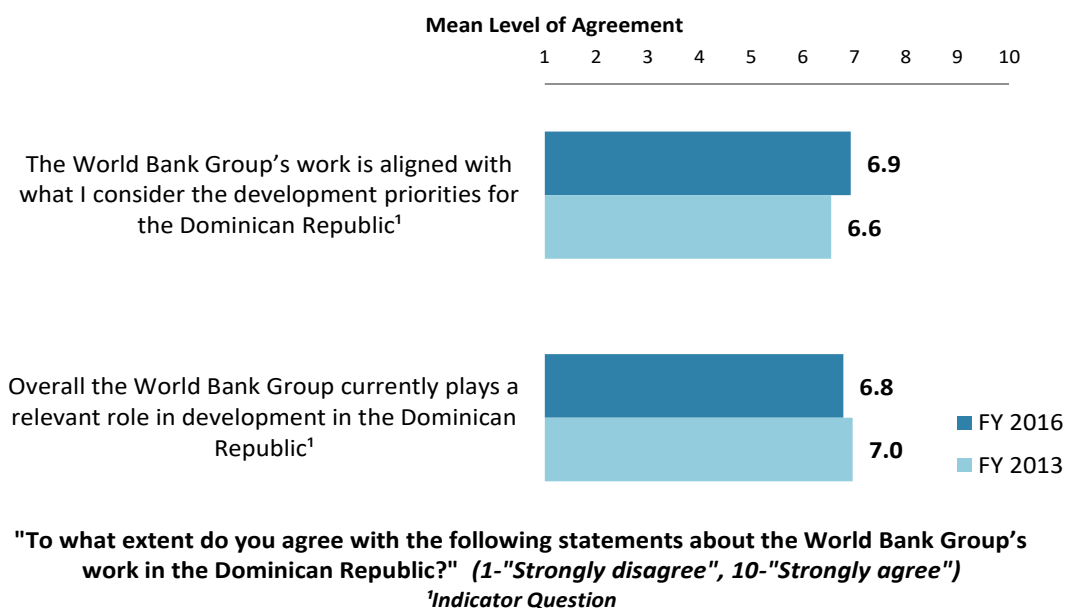 Mean Level of Agreement
1 2 3 4 5 6 7 8 9 10
The World Bank Group’s work is aligned with
what I consider the development priorities for
the Dominican Republic¹
6.9
6.6
Overall the World Bank Group currently plays a
relevant role in development in the Dominican
Republic¹
6.8
7.0
FY 2016
FY 2013
"To what extent do you agree with the following statements about the World Bank Group’s
work in the Dominican Republic?" (1-"Strongly disagree", 10-"Strongly agree")
¹Indicator Question